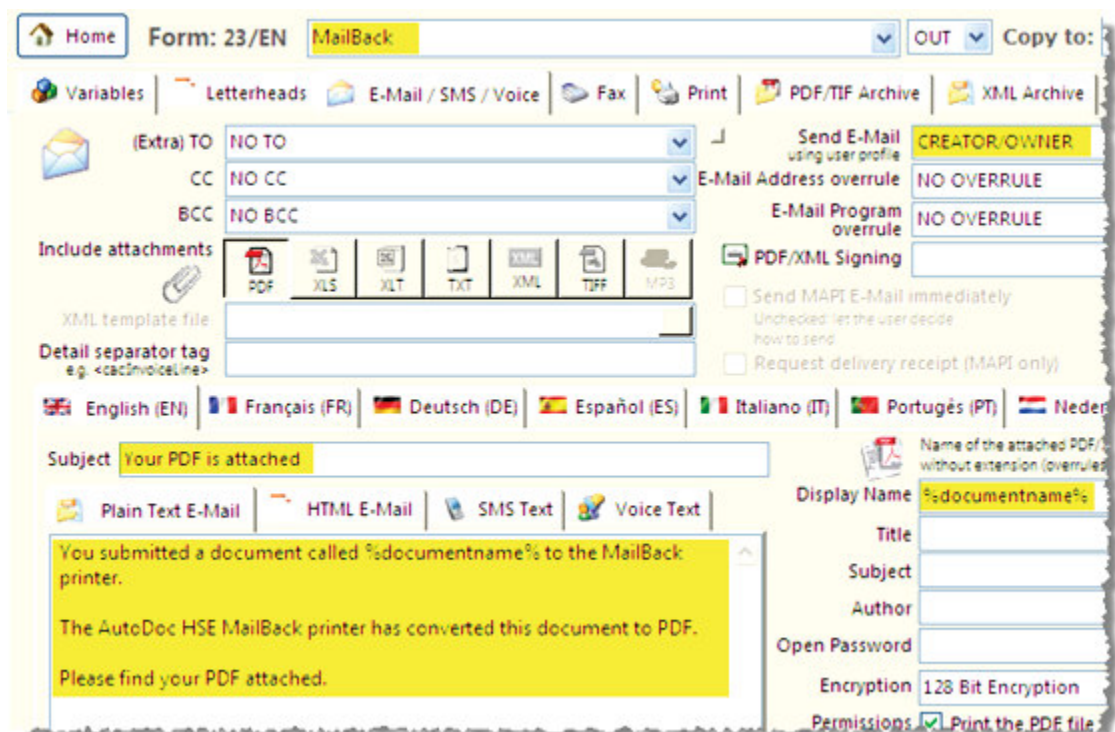 Home Form: 23/EN MailBack OUT Copy to:
Variables Letterheads E-Mail / SMS / Voice Fax Print PDF/TIF Archive XML Archive
(Extra) TO NO TO Send E-Mail CREATOR/OWNER
using user profile
CC NO CC E-Mail Address overrule NO OVERRULE
BCC NO BCC E-Mail Program NO OVERRULE
overrule
Include attachments PDF/XML Signing
PDF XLS XLT TXT XML TIFF MP3
Send MAPI E-Mail immediately
XML template file Unchecked: let the user decide
how to send
Detail separator tag Request delivery receipt (MAPI only)
e.g. <cacInvoiceLine>
English (EN) Français (FR) Deutsch (DE) Español (ES) Italiano (IT) Portugês (PT) Neder
Name of the attached PDF/
Subject Your PDF is attached without extension (overrules
Display Name %documentname%
Plain Text E-Mail HTML E-Mail SMS Text Voice Text
Title
You submitted a document called %documentname% to the MailBack
printer.
Subject
Author
The AutoDoc HSE MailBack printer has converted this document to PDF.
Open Password
Please find your PDF attached.
Encryption 128 Bit Encryption
Permissions Print the PDF file